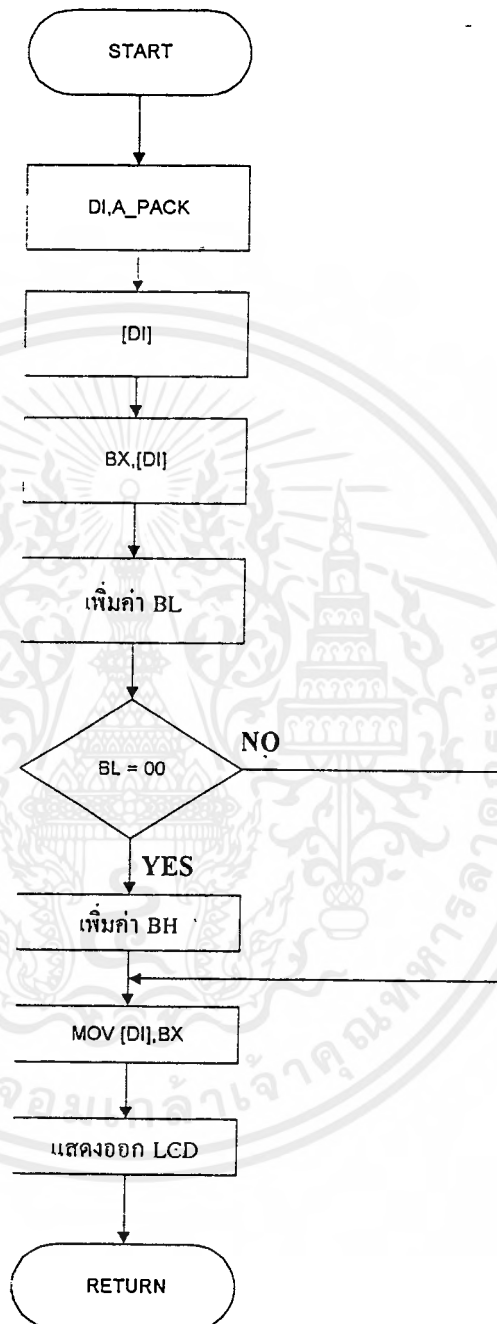 START
DI,A_PACK
[DI]
BX,[DI]
เพิ่มค่า BL
BL = 00
NO
YES
เพิ่มค่า BH
MOV [DI],BX
แสดงออก LCD
RETURN